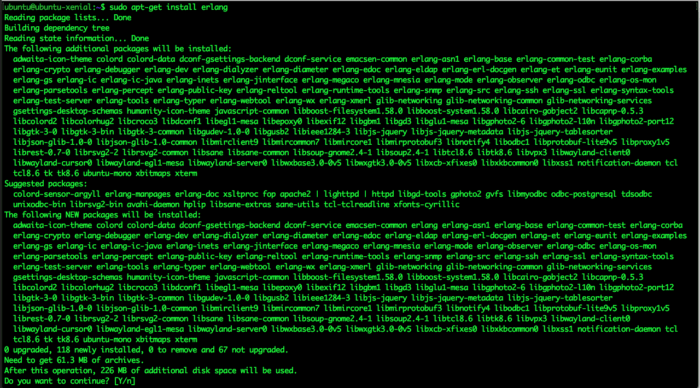 ubuntu@ubuntu-xenial:~$ sudo apt-get install erlang
Reading package lists... Done
Building dependency tree
Reading state information... Done
The following additional packages will be installed:
adwaita-icon-theme colord colord-data dconf-gsettings-backend dconf-service emacsen-common erlang-asn1 erlang-base erlang-common-test erlang-corba
erlang-crypto erlang-debugger erlang-dev erlang-dialyzer erlang-diameter erlang-edoc erlang-eldap erlang-erl-docgen erlang-et erlang-eunit erlang-examples
erlang-gs erlang-ic erlang-ic-java erlang-inets erlang-jinterface erlang-megaco erlang-mnesia erlang-mode erlang-observer erlang-odbc erlang-os-mon
erlang-parsetools erlang-percept erlang-public-key erlang-reltool erlang-runtime-tools erlang-snmp erlang-src erlang-ssh erlang-ssl erlang-syntax-tools
erlang-test-server erlang-tools erlang-typer erlang-webtool erlang-wx erlang-xmerl glib-networking glib-networking-common glib-networking-services
gsettings-desktop-schemas humanity-icon-theme javascript-common libboost-filesystem1.58.0 libboost-system1.58.0 libcairo-gobject2 libcapnp-0.5.3
libcolord2 libcolorhug2 libcroco3 libdconf1 libegl1-mesa libepoxy0 libexif12 libgbm1 libgd3 libglu1-mesa libgphoto2-6 libgphoto2-l10n libgphoto2-port12
libgtk-3-0 libgtk-3-bin libgtk-3-common libgudev-1.0-0 libgusb2 libieee1284-3 libjs-jquery libjs-jquery-metadata libjs-jquery-tablesorter
libjson-glib-1.0-0 libjson-glib-1.0-common libmirclient9 libmircommon7 libmircore1 libmirprotobuf3 libnotify4 libodbc1 libprotobuf-lite9v5 libproxy1v5
librest-0.7-0 librsvg2-common libsane libsane-common libsoup-gnome2.4-1 libsoup2.4-1 libtcl8.6 libtk8.6 libvpx3 libwayland-client0
libwayland-cursor0 libwayland-egl1-mesa libwayland-server0 libwxbase3.0-0v5 libwxgtk3.0-0v5 libxcb-xfixes0 libxkbcommon0 libxss1 notification-daemon tcl
tcl8.6 tk tk8.6 ubuntu-mono xbitmaps xterm
Suggested packages:
color-sensor-argyll erlang-manpages erlang-doc xsltproc fop apache2 | lighttpd | httpd libgd-tools gphoto2 gvfs libmyodbc odbc-postgresql tdsodbc
unixodbc-bin librsvg2-bin avahi-daemon hplip libsane-extras sane-utils tcl-tclreadline xfonts-cyrillic
The following NEW packages will be installed:
adwaita-icon-theme colord colord-data dconf-gsettings-backend dconf-service emacsen-common erlang erlang-asn1 erlang-base erlang-common-test erlang-corba
erlang-crypto erlang-debugger erlang-dev erlang-dialyzer erlang-diameter erlang-edoc erlang-eldap erlang-erl-docgen erlang-et erlang-eunit erlang-examples
erlang-gs erlang-ic erlang-ic-java erlang-inets erlang-jinterface erlang-megaco erlang-mnesia erlang-mode erlang-observer erlang-odbc erlang-os-mon
erlang-parsetools erlang-percept erlang-public-key erlang-reltool erlang-runtime-tools erlang-snmp erlang-src erlang-ssh erlang-ssl erlang-syntax-tools
erlang-test-server erlang-tools erlang-typer erlang-webtool erlang-wx erlang-xmerl glib-networking glib-networking-common glib-networking-services
gsettings-desktop-schemas humanity-icon-theme javascript-common libboost-filesystem1.58.0 libboost-system1.58.0 libcairo-gobject2 libcapnp-0.5.3
libcolord2 libcolorhug2 libcroco3 libdconf1 libegl1-mesa libepoxy0 libexif12 libgbm1 libgd3 libglu1-mesa libgphoto2-6 libgphoto2-l10n libgphoto2-port12
libgtk-3-0 libgtk-3-bin libgtk-3-common libgudev-1.0-0 libgusb2 libieee1284-3 libjs-jquery libjs-jquery-metadata libjs-jquery-tablesorter
libjson-glib-1.0-0 libjson-glib-1.0-common libmirclient9 libmircommon7 libmircore1 libmirprotobuf3 libnotify4 libodbc1 libprotobuf-lite9v5 libproxy1v5
librest-0.7-0 librsvg2-common libsane libsane-common libsoup-gnome2.4-1 libsoup2.4-1 libtcl8.6 libtk8.6 libvpx3 libwayland-client0
libwayland-cursor0 libwayland-egl1-mesa libwayland-server0 libwxbase3.0-0v5 libwxgtk3.0-0v5 libxcb-xfixes0 libxkbcommon0 libxss1 notification-daemon tcl
tcl8.6 tk tk8.6 ubuntu-mono xbitmaps xterm
0 upgraded, 118 newly installed, 0 to remove and 67 not upgraded.
Need to get 61.3 MB of archives.
After this operation, 226 MB of additional disk space will be used.
Do you want to continue? [Y/n]